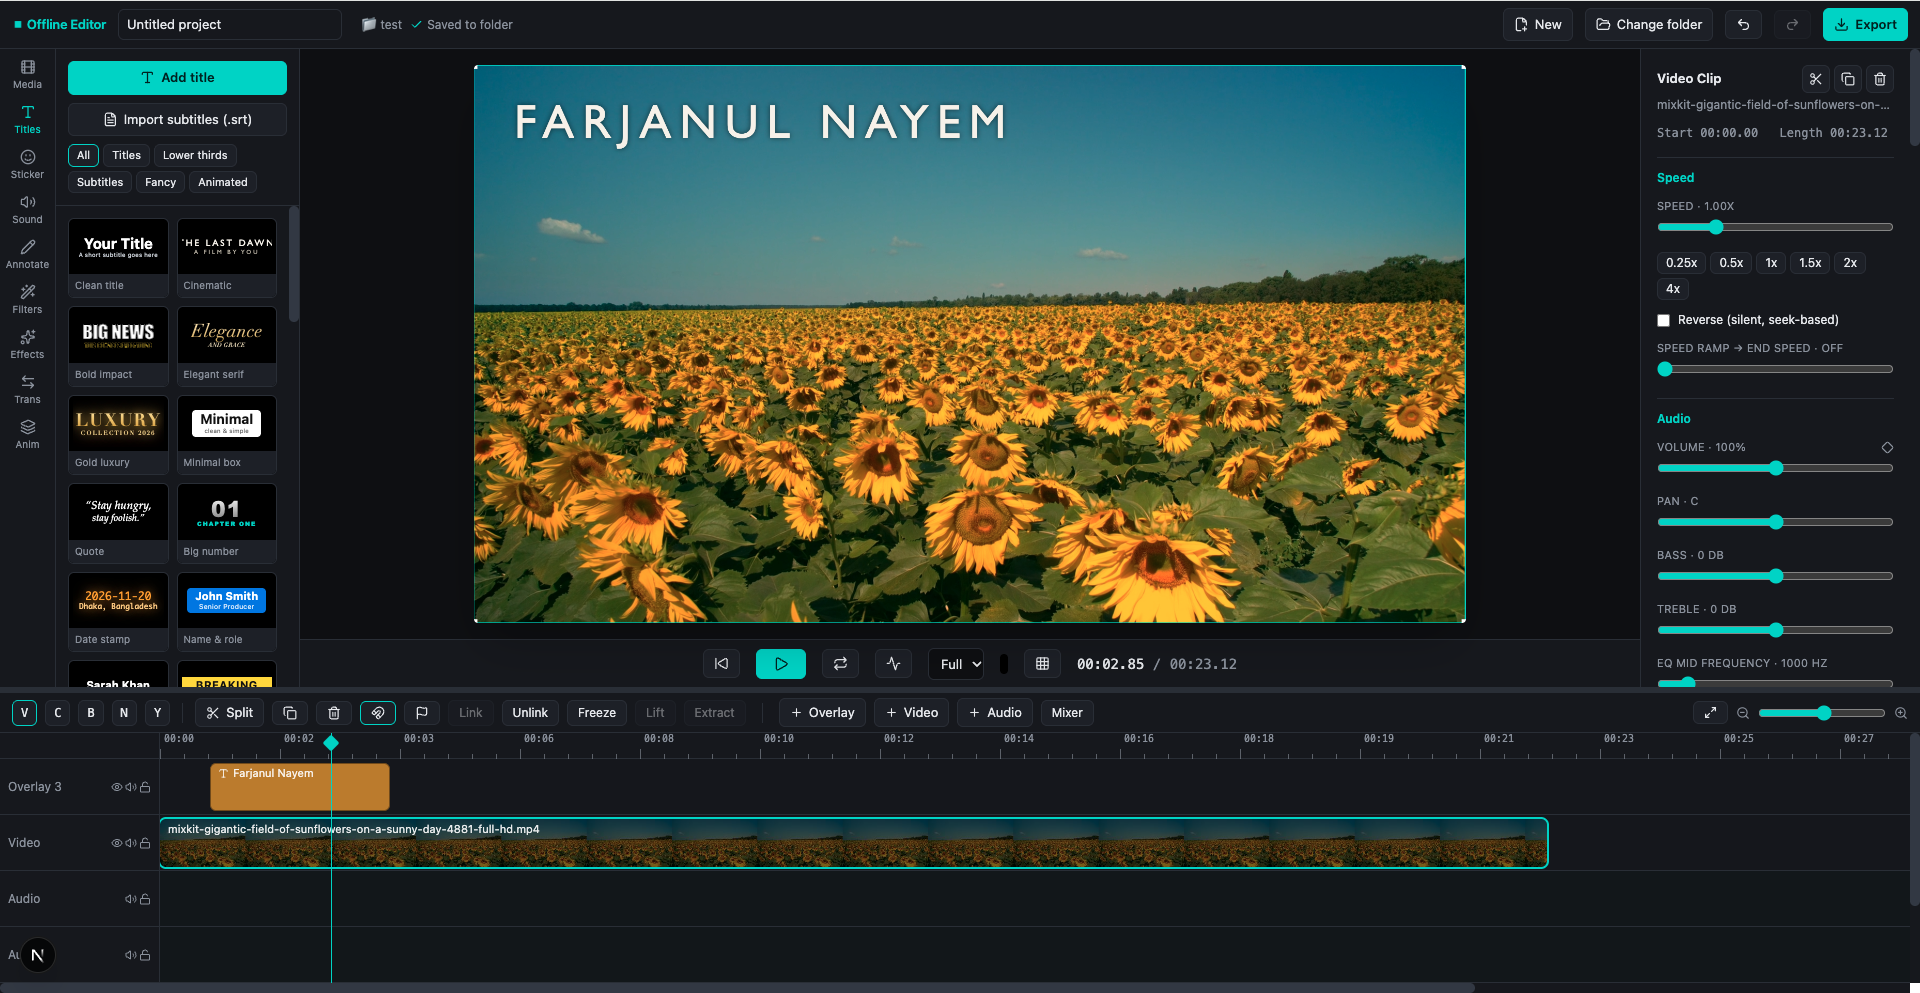 Offline Editor
Untitled project
test
Saved to folder
New
Change folder
Export
Media
Titles
Sticker
Sound
Annotate
Filters
Effects
Trans
Anim
Add title
Import subtitles (.srt)
All
Titles
Lower thirds
Subtitles
Fancy
Animated
Your Title
A short subtitle goes here
Clean title
THE LAST DAWN
A FILM BY YOU
Cinematic
BIG NEWS
Bold impact
Elegance
AND GRACE
Elegant serif
LUXURY
COLLECTION 2026
Gold luxury
Minimal
clean & simple
Minimal box
“Stay hungry,
stay foolish.”
Quote
01
CHAPTER ONE
Big number
2026-11-20
Dhaka, Bangladesh
Date stamp
John Smith
Senior Producer
Name & role
Sarah Khan
BREAKING
FARJANUL NAYEM
Full
00:02.85 / 00:23.12
Video Clip
mixkit-gigantic-field-of-sunflowers-on-...
Start 00:00.00 Length 00:23.12
Speed
SPEED · 1.00X
0.25x 0.5x 1x 1.5x 2x
4x
Reverse (silent, seek-based)
SPEED RAMP → END SPEED · OFF
Audio
VOLUME · 100%
PAN · C
BASS · 0 DB
TREBLE · 0 DB
EQ MID FREQUENCY · 1000 HZ
V C B N Y
Split
Link
Unlink
Freeze
Lift
Extract
+ Overlay
+ Video
+ Audio
Mixer
00:00 00:02 00:03 00:06 00:08 00:10 00:12 00:14 00:16 00:18 00:19 00:21 00:23 00:25 00:27
Overlay 3
Farjanul Nayem
Video
mixkit-gigantic-field-of-sunflowers-on-a-sunny-day-4881-full-hd.mp4
Audio
N